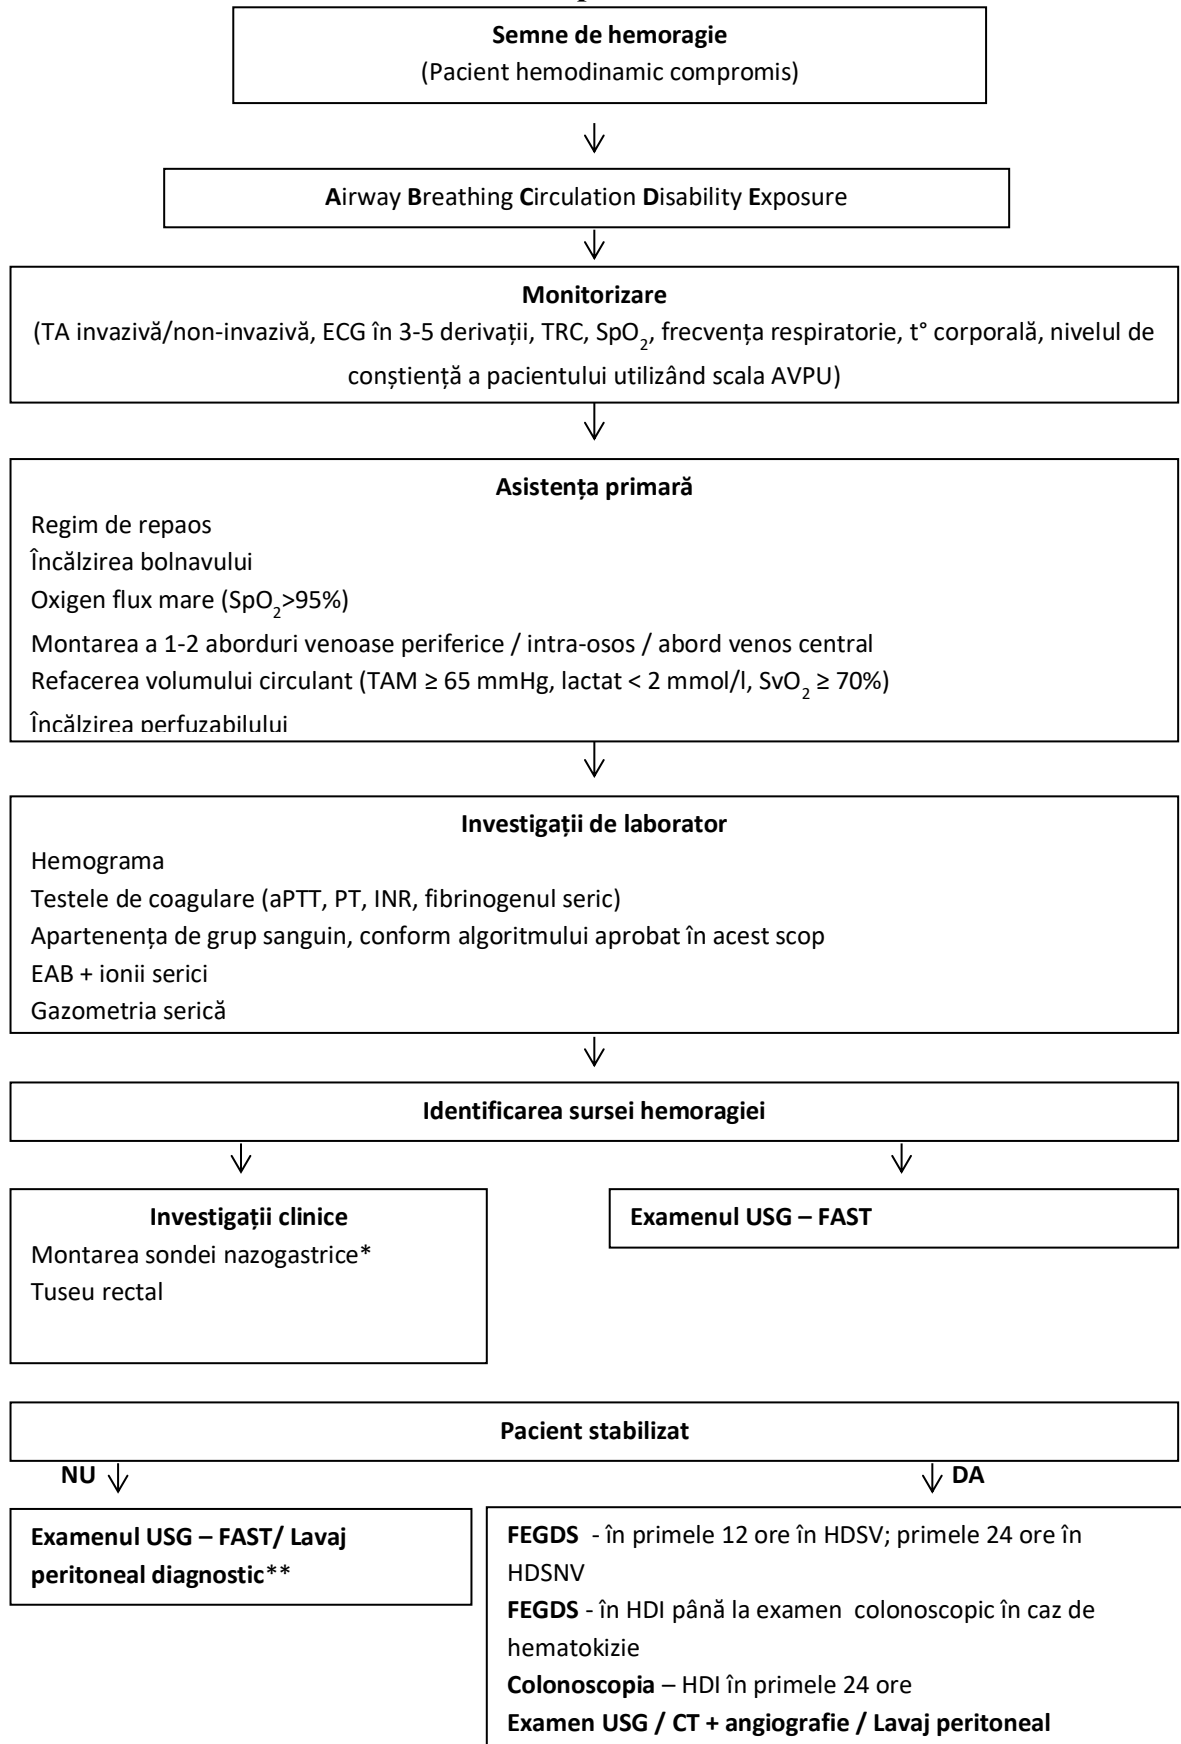 Semne de hemoragie
(Pacient hemodinamic compromis)
Airway Breathing Circulation Disability Exposure
Monitorizare
(TA invazivă/non-invazivă, ECG în 3-5 derivații, TRC, SpO₂, frecvența respiratorie, t° corporală, nivelul de
conștiență a pacientului utilizând scala AVPU)
Asistența primară
Regim de repaos
Încălzirea bolnavului
Oxigen flux mare (SpO₂>95%)
Montarea a 1-2 aborduri venoase periferice / intra-osos / abord venos central
Refacerea volumului circulant (TAM ≥ 65 mmHg, lactat < 2 mmol/l, SvO₂ ≥ 70%)
Încălzirea perfuzabilului
Investigații de laborator
Hemograma
Testele de coagulare (aPTT, PT, INR, fibrinogenul seric)
Apartenența de grup sanguin, conform algoritmului aprobat în acest scop
EAB + ionii serici
Gazometria serică
Identificarea sursei hemoragiei
Investigații clinice
Montarea sondei nazogastrice*
Tuseu rectal
Examenul USG – FAST
Pacient stabilizat
NU
DA
Examenul USG – FAST/ Lavaj
peritoneal diagnostic**
FEGDS - în primele 12 ore în HDSV; primele 24 ore în
HDSNV
FEGDS - în HDI până la examen colonoscopic în caz de
hematokizie
Colonoscopia – HDI în primele 24 ore
Examen USG / CT + angiografie / Lavaj peritoneal